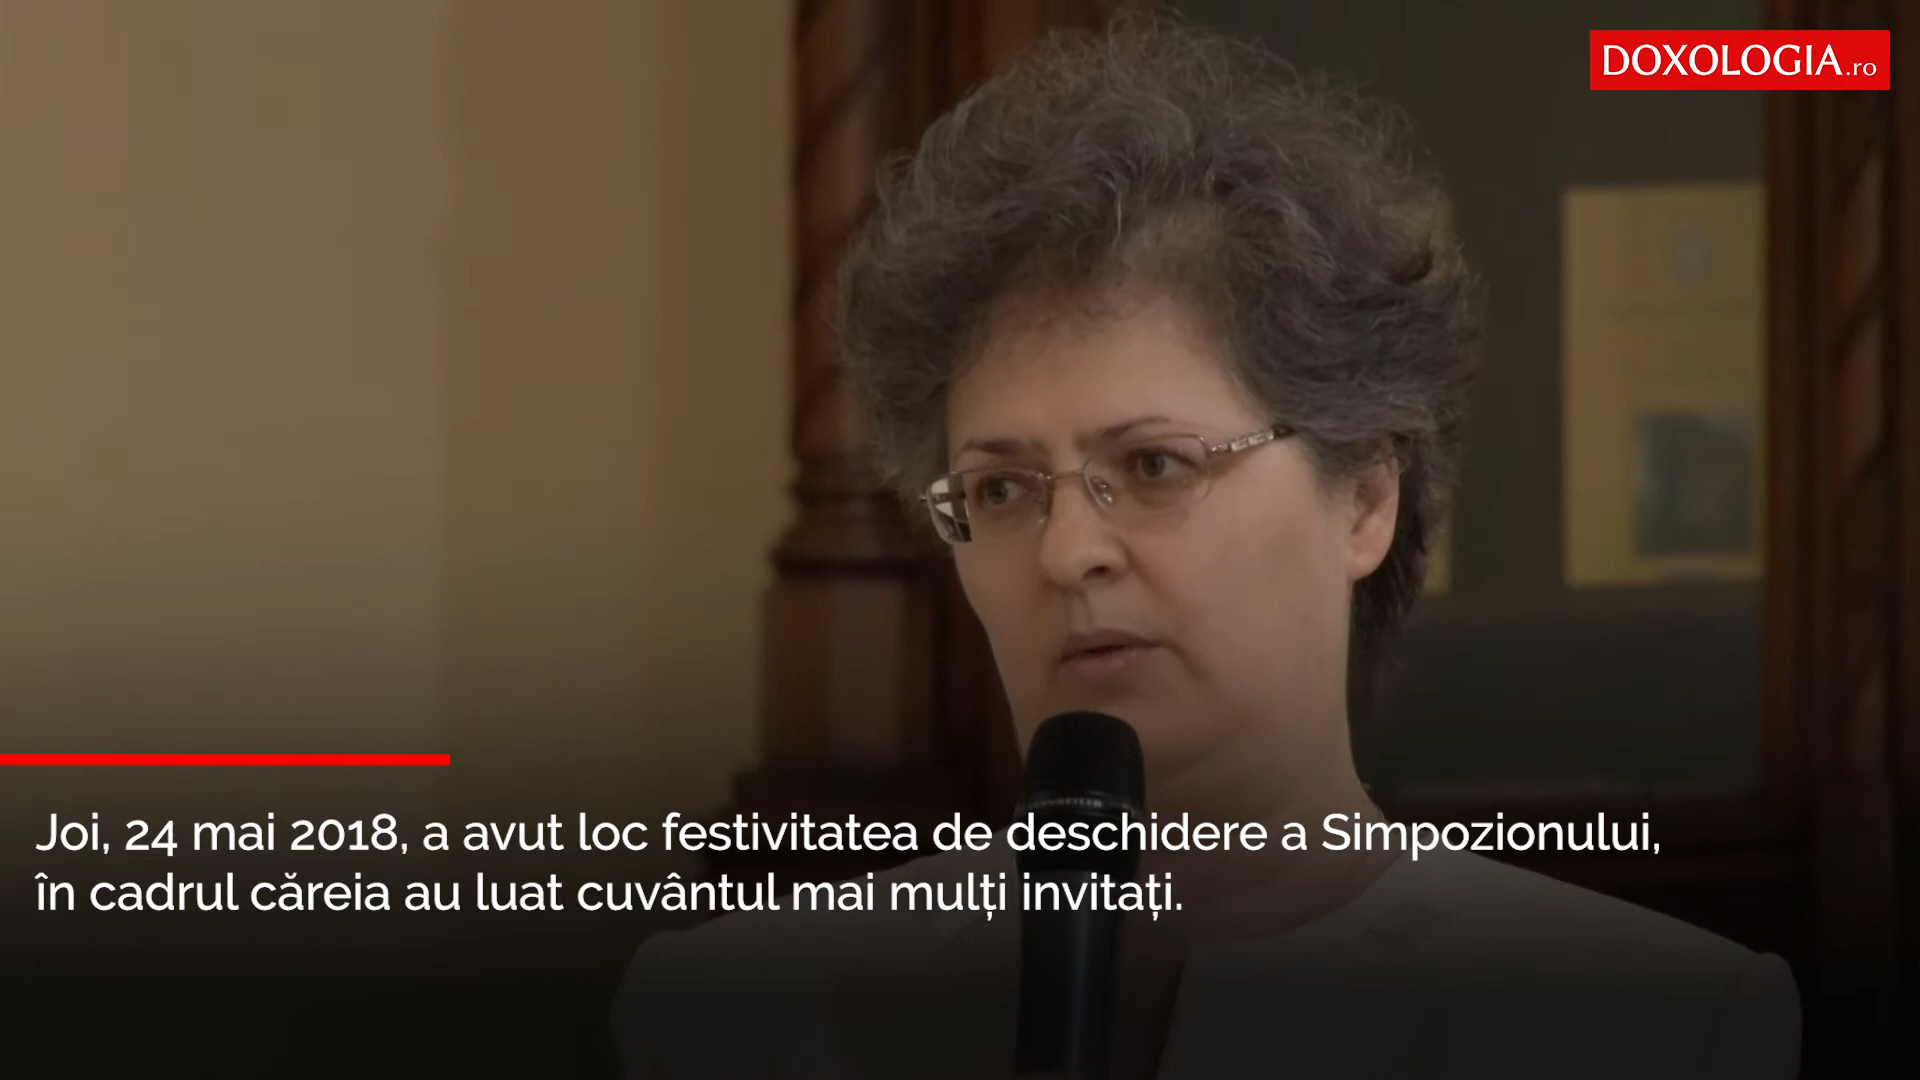 DOXOLOGIA.ro
Joi, 24 mai 2018, a avut loc festivitatea de deschidere a Simpozionului,
în cadrul căreia au luat cuvântul mai mulți invitați.